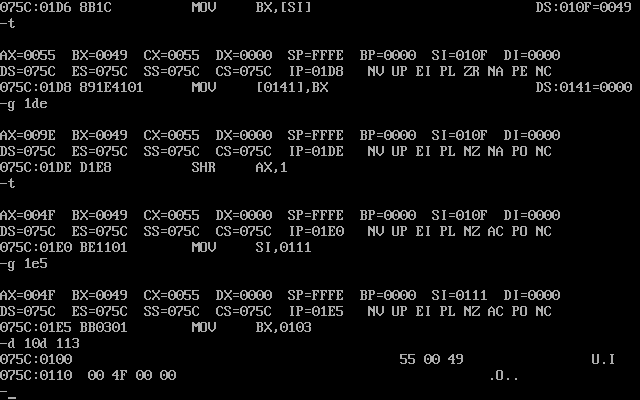 075C:01D6 8B1C          MOV     BX,[SI]                            DS:010F=0049
-t

AX=0055  BX=0049  CX=0055  DX=0000  SP=FFFE  BP=0000  SI=010F  DI=0000
DS=075C  ES=075C  SS=075C  CS=075C  IP=01D8   NV UP EI PL ZR NA PE NC
075C:01D8 891E4101      MOV     [0141],BX                          DS:0141=0000
-g 1de

AX=009E  BX=0049  CX=0055  DX=0000  SP=FFFE  BP=0000  SI=010F  DI=0000
DS=075C  ES=075C  SS=075C  CS=075C  IP=01DE   NV UP EI PL NZ NA PO NC
075C:01DE D1E8          SHR     AX,1
-t

AX=004F  BX=0049  CX=0055  DX=0000  SP=FFFE  BP=0000  SI=010F  DI=0000
DS=075C  ES=075C  SS=075C  CS=075C  IP=01E0   NV UP EI PL NZ AC PO NC
075C:01E0 BE1101        MOV     SI,0111
-g 1e5

AX=004F  BX=0049  CX=0055  DX=0000  SP=FFFE  BP=0000  SI=0111  DI=0000
DS=075C  ES=075C  SS=075C  CS=075C  IP=01E5   NV UP EI PL NZ AC PO NC
075C:01E5 BB0301        MOV     BX,0103
-d 10d 113
075C:0100                                         55 00 49                U.I
075C:0110  00 4F 00 00                                       .O..
-_